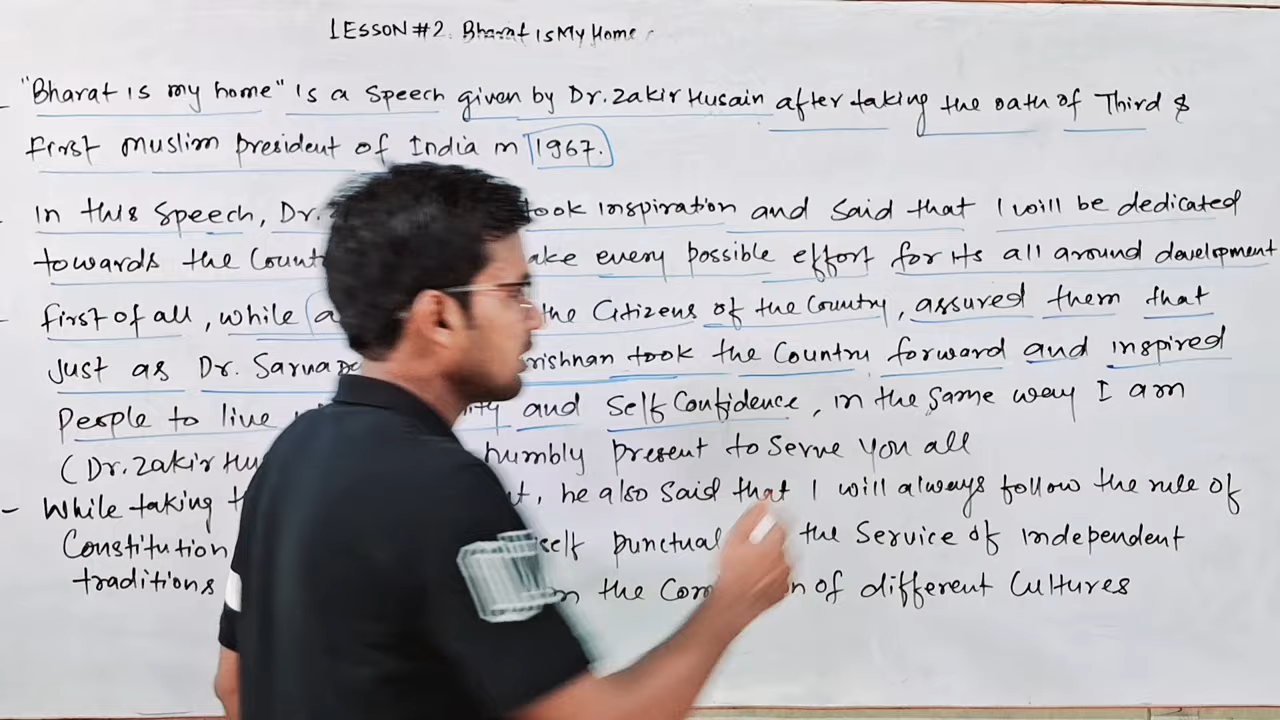 LESSON #2. Bharat Is My Home
"Bharat is my home" is a speech given by Dr. Zakir Husain after taking the oath of Third &
first muslim president of India in 1967.
- In this speech, Dr. took inspiration and said that I will be dedicated
towards the Count ake every possible effort for its all around development
- first of all, while a the Citizens of the Country, assured them that
just as Dr. Sarvap krishnan took the Country forward and inspired
People to live ity and Self Confidence, in the same way I am
(Dr. Zakir Hu humbly present to serve you all
- While taking t nt, he also said that I will always follow the rule of
Constitution self punctual the Service of independent
traditions the Com n of different Cultures